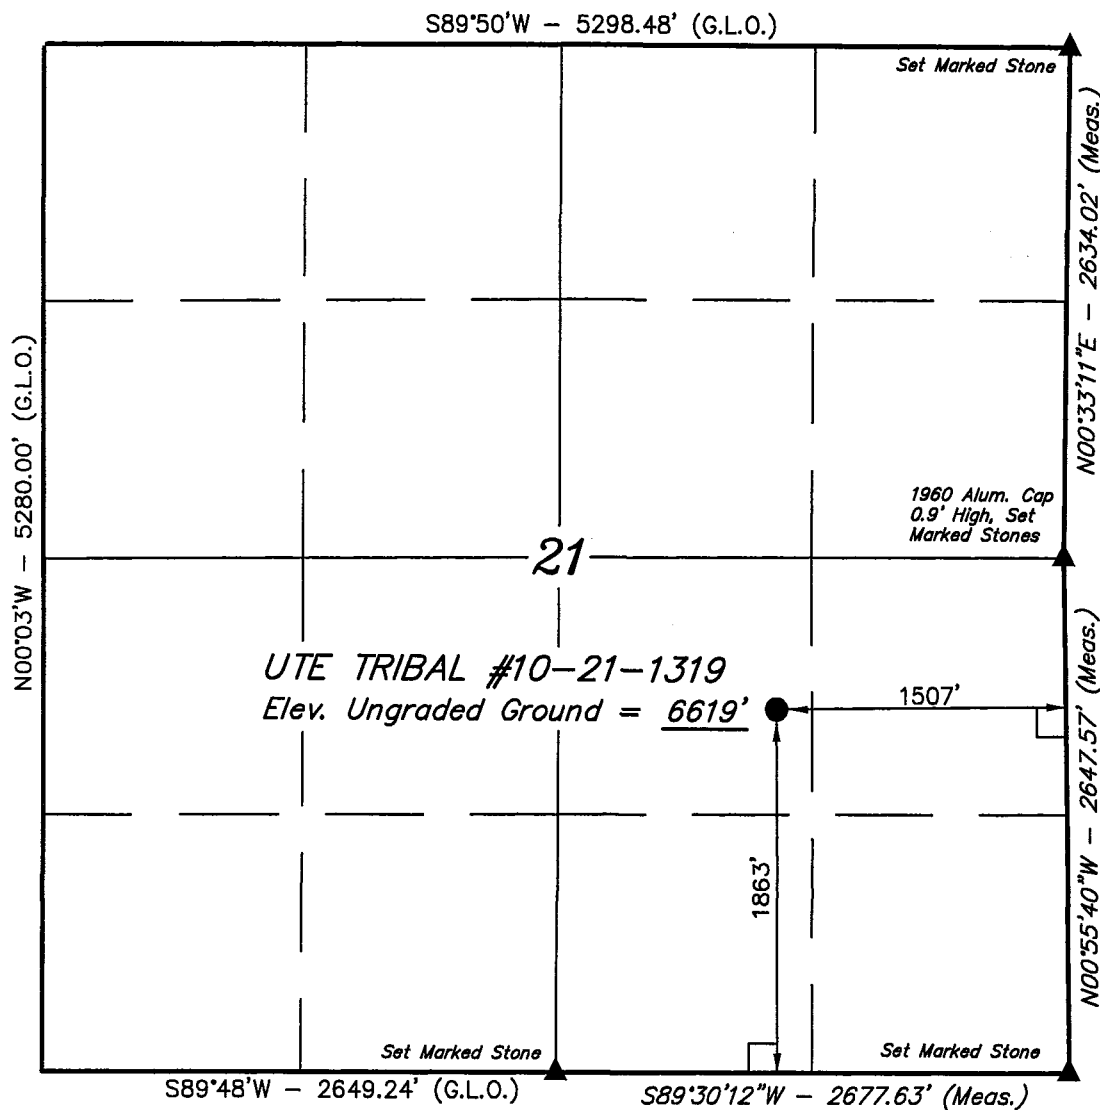 S89°50'W – 5298.48' (G.L.O.)
Set Marked Stone
N00°33'11"E – 2634.02' (Meas.)
N00°03'W – 5280.00' (G.L.O.)
1960 Alum. Cap
0.9' High, Set
Marked Stones
21
UTE TRIBAL #10–21–1319
Elev. Ungraded Ground = 6619'
1507'
N00°55'40"W – 2647.57' (Meas.)
1863'
Set Marked Stone
Set Marked Stone
S89°48'W – 2649.24' (G.L.O.)
S89°30'12"W – 2677.63' (Meas.)